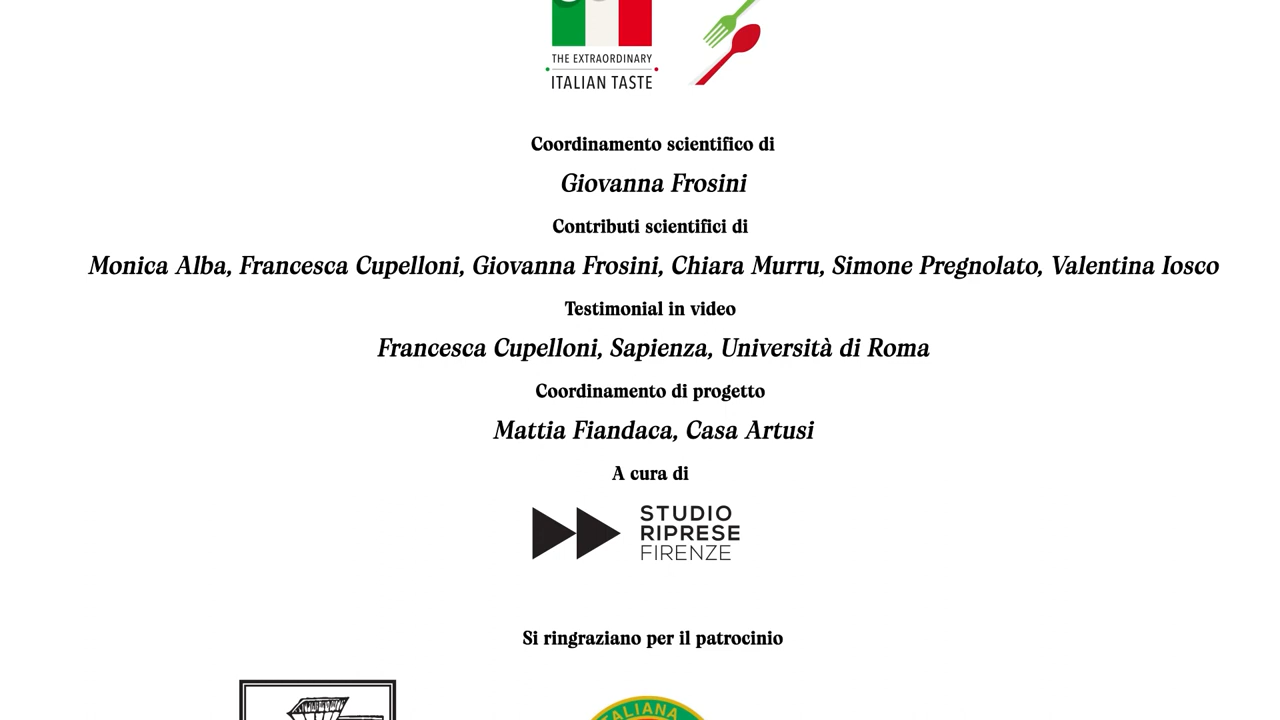 THE EXTRAORDINARY
ITALIAN TASTE
Coordinamento scientifico di
Giovanna Frosini
Contributi scientifici di
Monica Alba, Francesca Cupelloni, Giovanna Frosini, Chiara Murru, Simone Pregnolato, Valentina Iosco
Testimonial in video
Francesca Cupelloni, Sapienza, Università di Roma
Coordinamento di progetto
Mattia Fiandaca, Casa Artusi
A cura di
STUDIO
RIPRESE
FIRENZE
Si ringraziano per il patrocinio